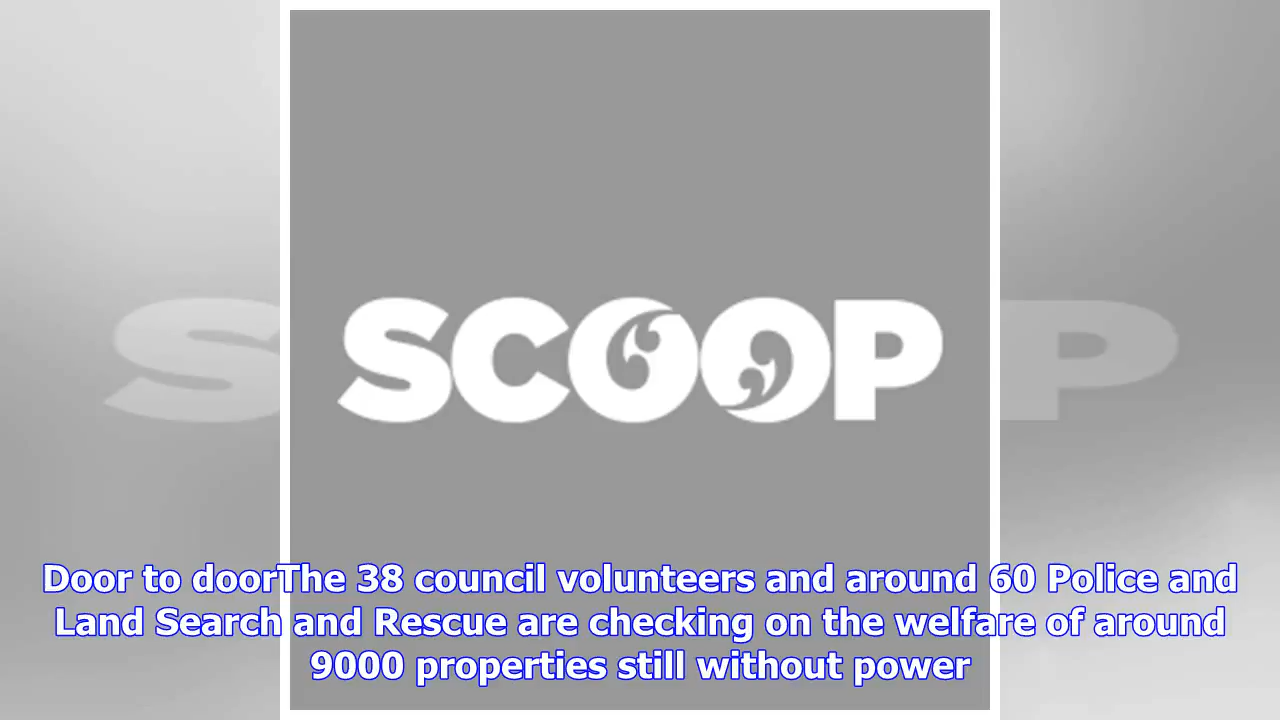 SCOOP
Door to doorThe 38 council volunteers and around 60 Police and
Land Search and Rescue are checking on the welfare of around
9000 properties still without power